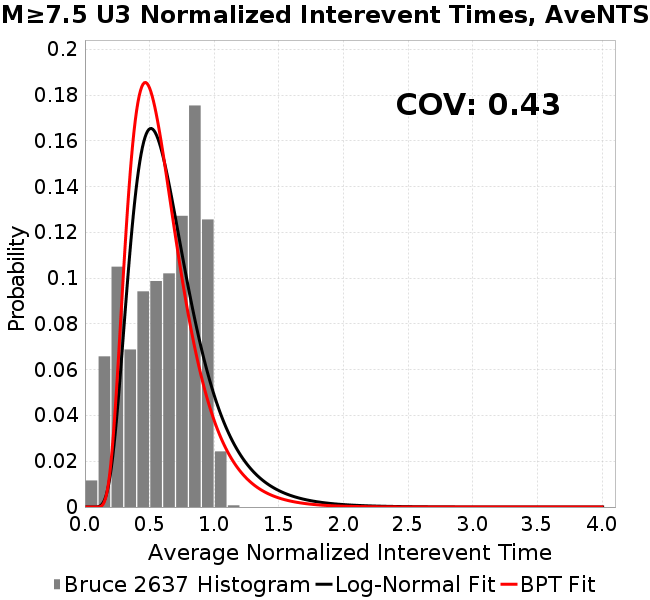 M≥7.5 U3 Normalized Interevent Times, AveNTS
COV: 0.43
Probability
0.2
0.18
0.16
0.14
0.12
0.1
0.08
0.06
0.04
0.02
0
0.0 0.5 1.0 1.5 2.0 2.5 3.0 3.5 4.0
Average Normalized Interevent Time
Bruce 2637 Histogram Log-Normal Fit BPT Fit